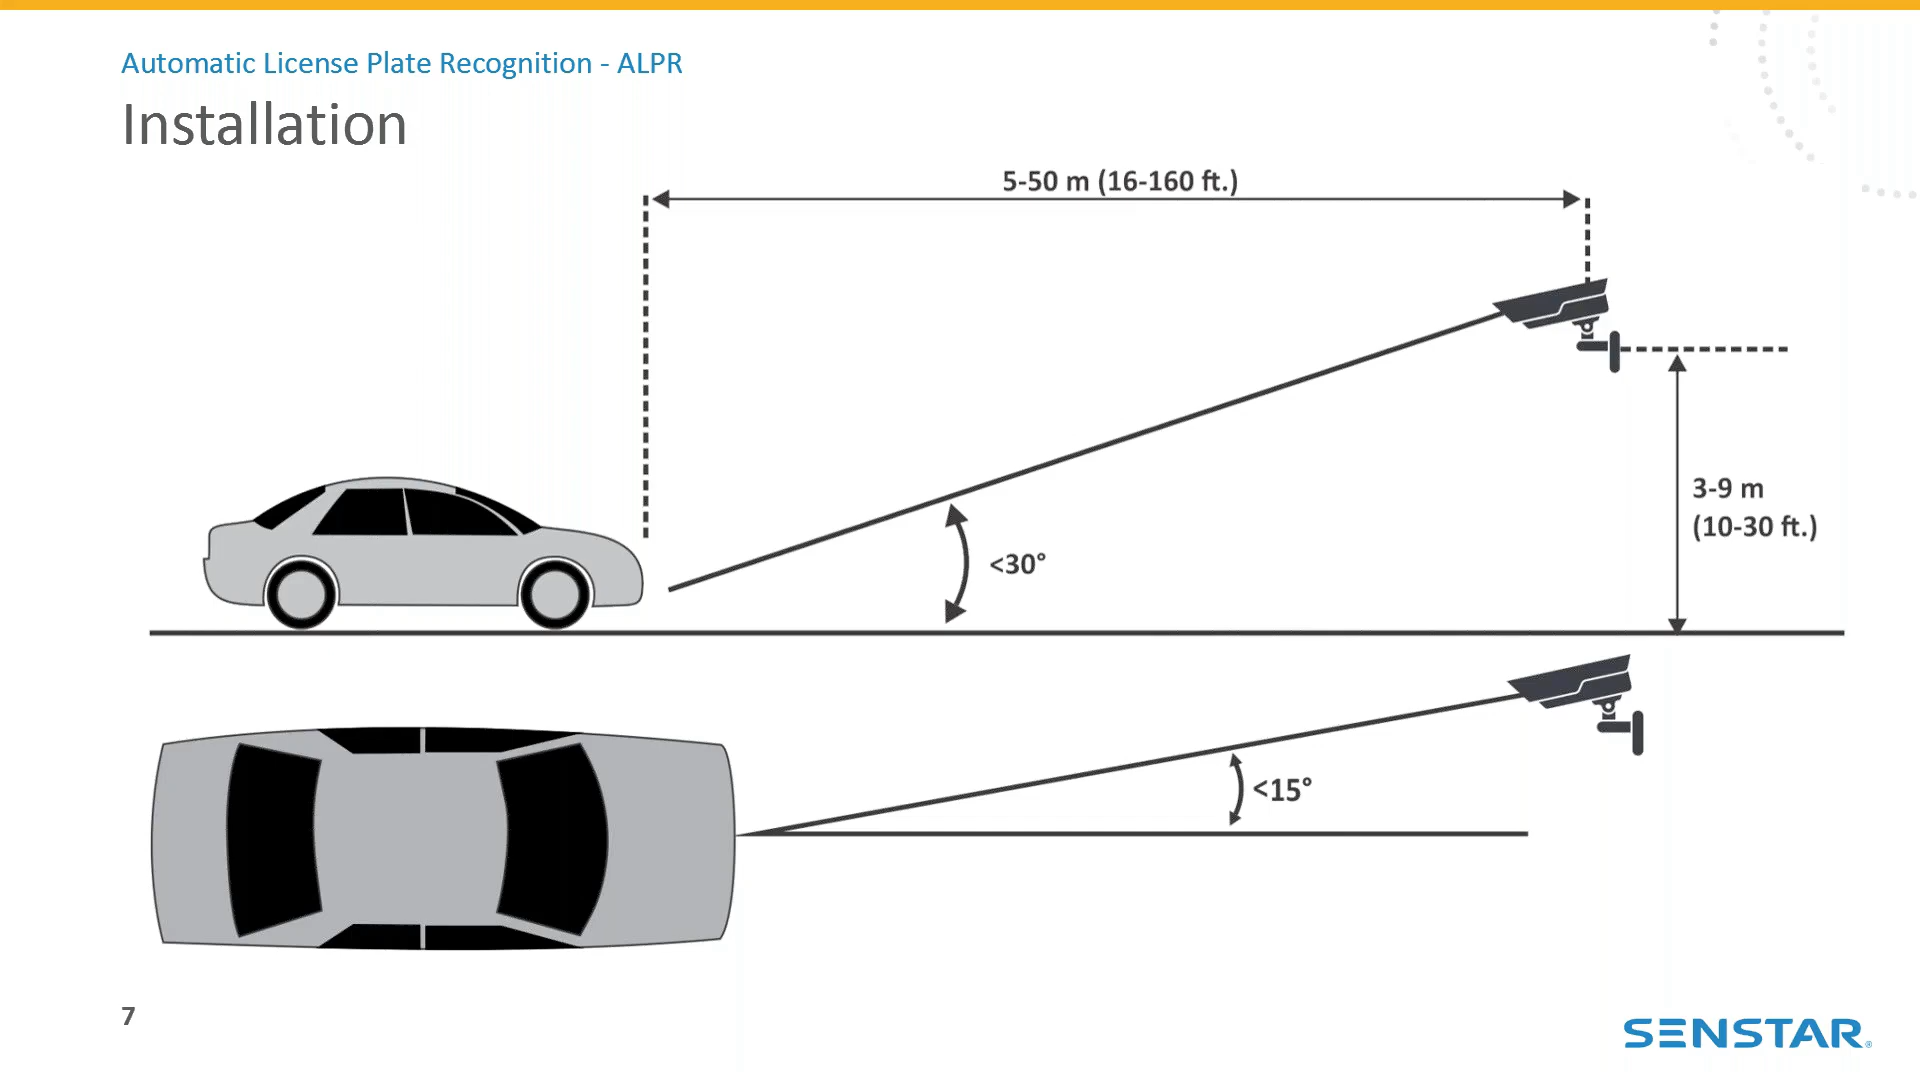 Automatic License Plate Recognition - ALPR
Installation
5-50 m (16-160 ft.)
3-9 m
(10-30 ft.)
<30°
<15°
7
SENSTAR®